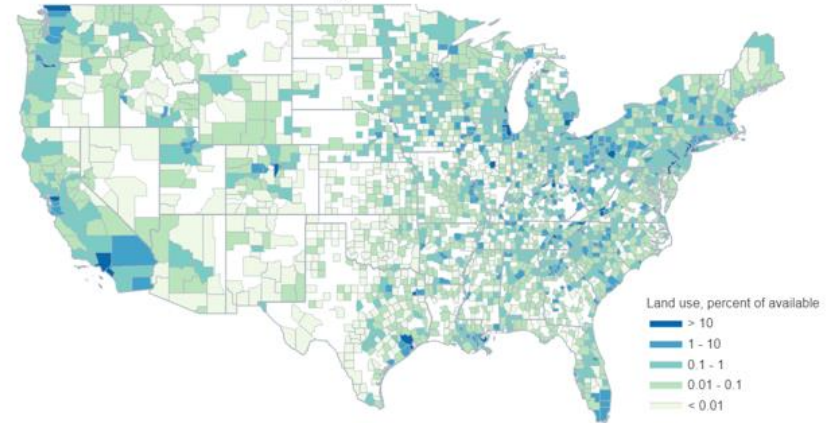 Land use, percent of available
> 10
1 - 10
0.1 - 1
0.01 - 0.1
< 0.01